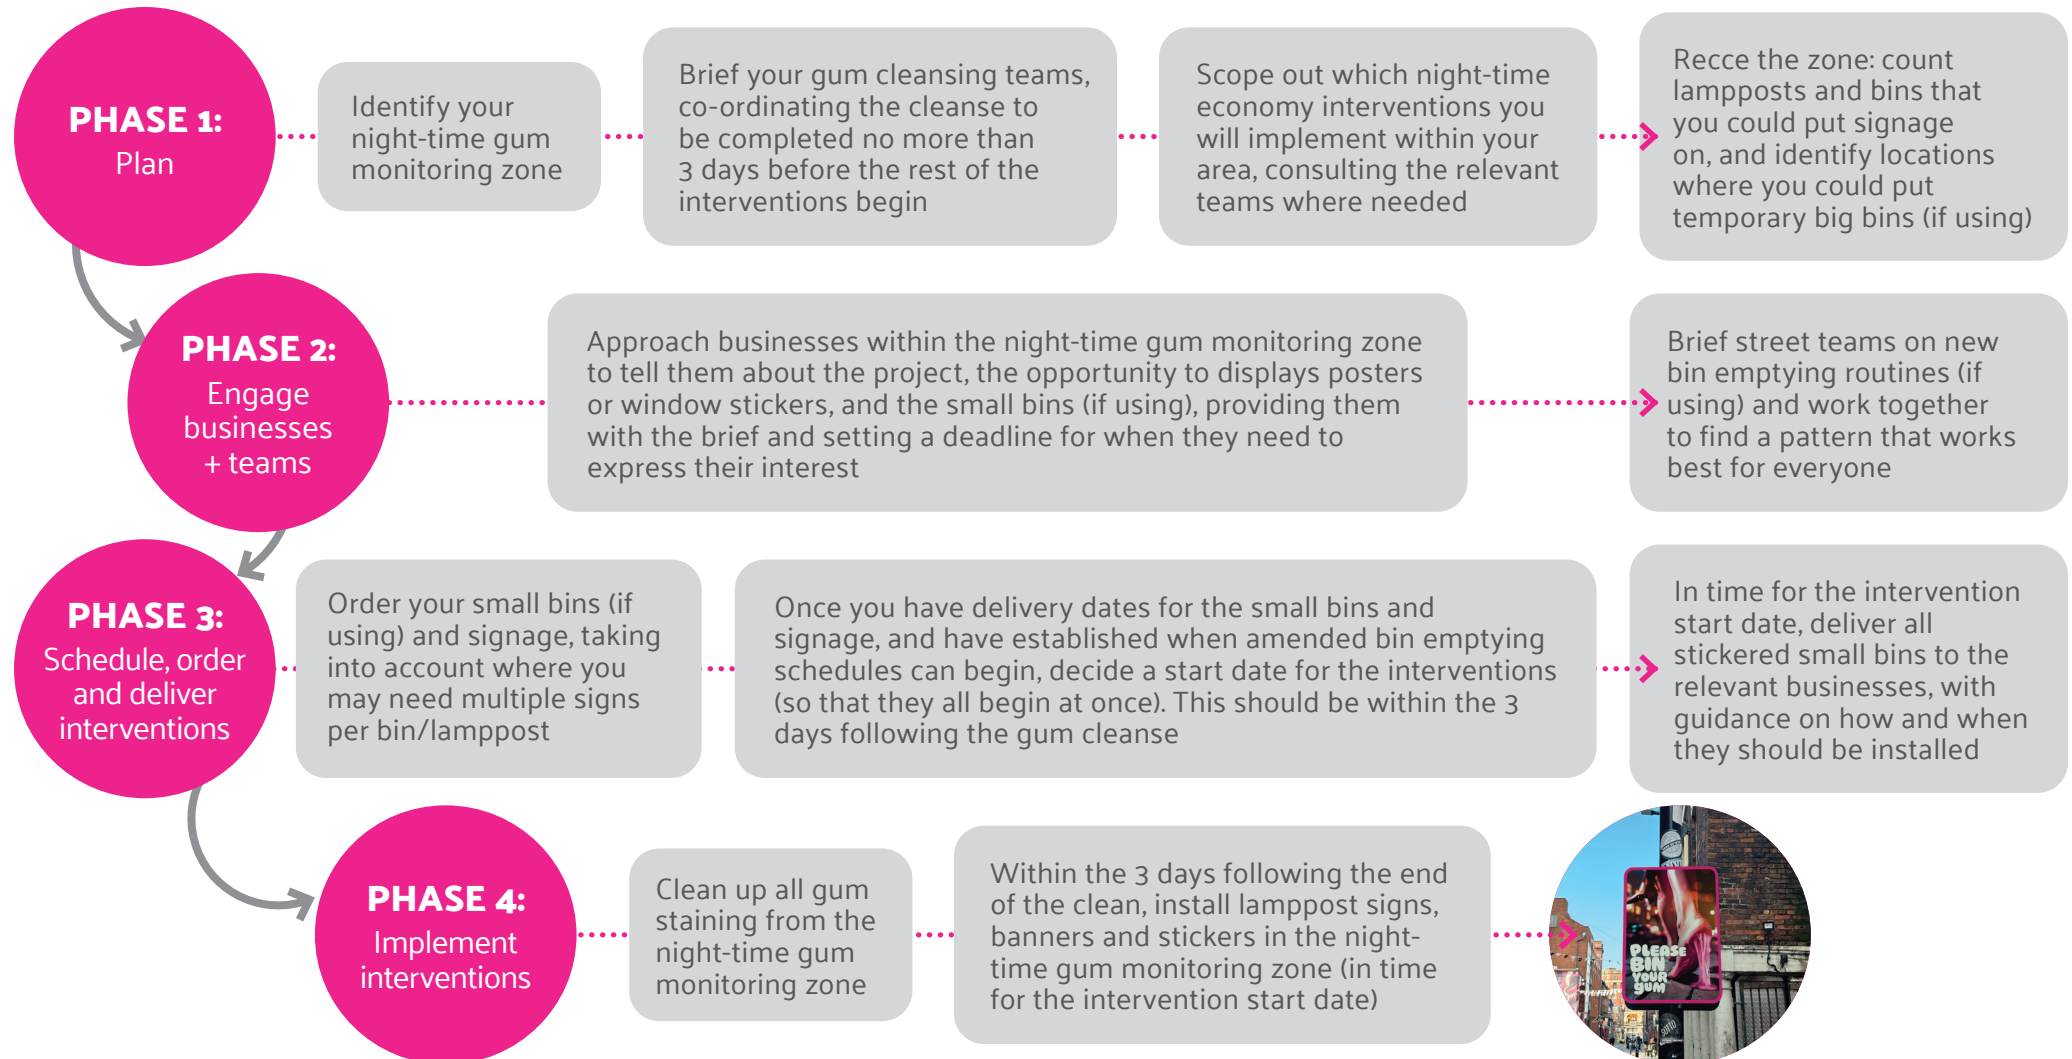 PHASE 1:
Plan
Identify your
night-time gum
monitoring zone
Brief your gum cleansing teams,
co-ordinating the cleanse to
be completed no more than
3 days before the rest of the
interventions begin
Scope out which night-time
economy interventions you
will implement within your
area, consulting the relevant
teams where needed
Recce the zone: count
lampposts and bins that
you could put signage
on, and identify locations
where you could put
temporary big bins (if using)
PHASE 2:
Engage
businesses
+ teams
Approach businesses within the night-time gum monitoring zone
to tell them about the project, the opportunity to displays posters
or window stickers, and the small bins (if using), providing them
with the brief and setting a deadline for when they need to
express their interest
Brief street teams on new
bin emptying routines (if
using) and work together
to find a pattern that works
best for everyone
PHASE 3:
Schedule, order
and deliver
interventions
Order your small bins (if
using) and signage, taking
into account where you
may need multiple signs
per bin/lamppost
Once you have delivery dates for the small bins and
signage, and have established when amended bin emptying
schedules can begin, decide a start date for the interventions
(so that they all begin at once). This should be within the 3
days following the gum cleanse
In time for the intervention
start date, deliver all
stickered small bins to the
relevant businesses, with
guidance on how and when
they should be installed
PHASE 4:
Implement
interventions
Clean up all gum
staining from the
night-time gum
monitoring zone
Within the 3 days following the end
of the clean, install lamppost signs,
banners and stickers in the night-
time gum monitoring zone (in time
for the intervention start date)
PLEASE
BIN
YOUR
GUM